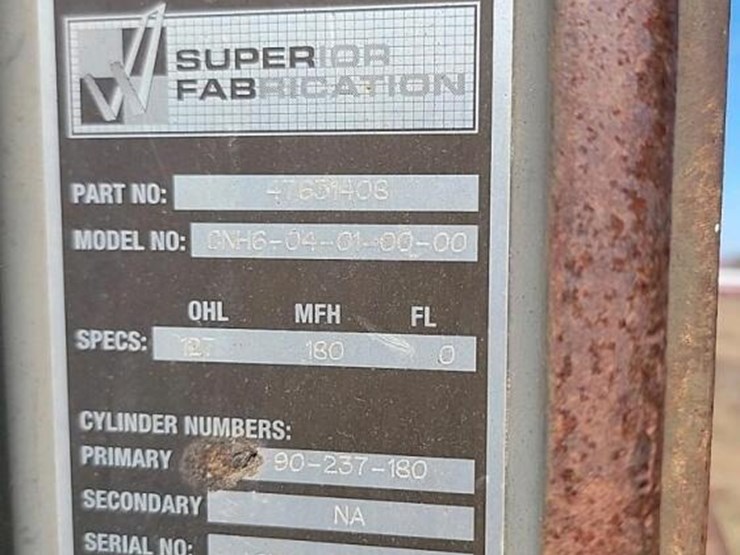 SUPERIOR
FABRICATION
PART NO: 47631408
MODEL NO: CNH6-04-01-00-00
OHL MFH FL
SPECS: 127 180 0
CYLINDER NUMBERS:
PRIMARY 90-237-180
SECONDARY NA
SERIAL NO: